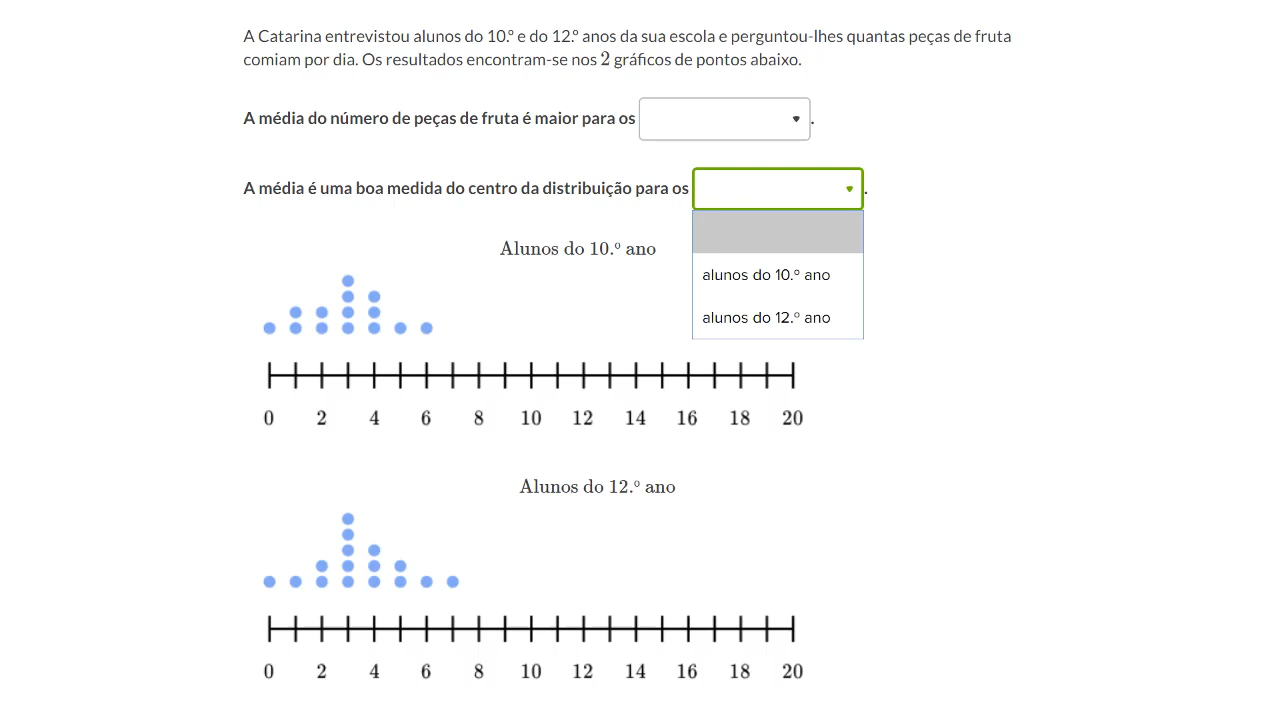 A Catarina entrevistou alunos do 10.º e do 12.º anos da sua escola e perguntou-lhes quantas peças de fruta
comiam por dia. Os resultados encontram-se nos 2 gráficos de pontos abaixo.
A média do número de peças de fruta é maior para os .
A média é uma boa medida do centro da distribuição para os .
alunos do 10.º ano
alunos do 12.º ano
Alunos do 10.º ano
0 2 4 6 8 10 12 14 16 18 20
Alunos do 12.º ano
0 2 4 6 8 10 12 14 16 18 20